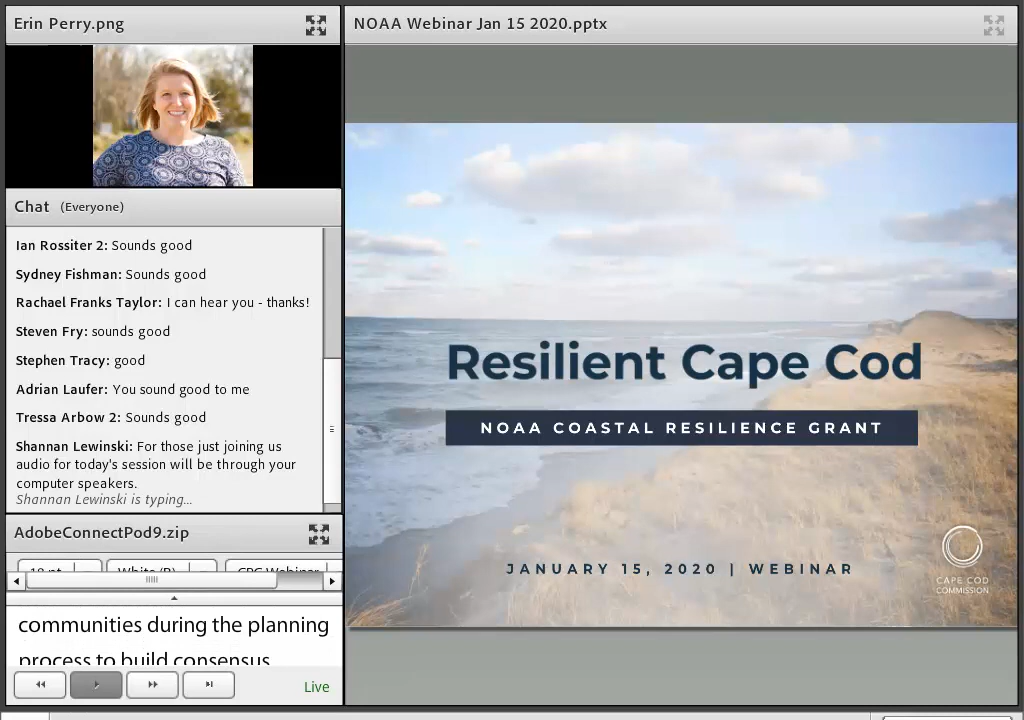 Erin Perry.png
Chat (Everyone)
Ian Rossiter 2: Sounds good
Sydney Fishman: Sounds good
Rachael Franks Taylor: I can hear you - thanks!
Steven Fry: sounds good
Stephen Tracy: good
Adrian Laufer: You sound good to me
Tressa Arbow 2: Sounds good
Shannan Lewinski: For those just joining us
audio for today's session will be through your
computer speakers.
Shannan Lewinski is typing...
AdobeConnectPod9.zip
communities during the planning
process to build consensus
Live
NOAA Webinar Jan 15 2020.pptx
Resilient Cape Cod
NOAA COASTAL RESILIENCE GRANT
JANUARY 15, 2020 | WEBINAR
CAPE COD
COMMISSION